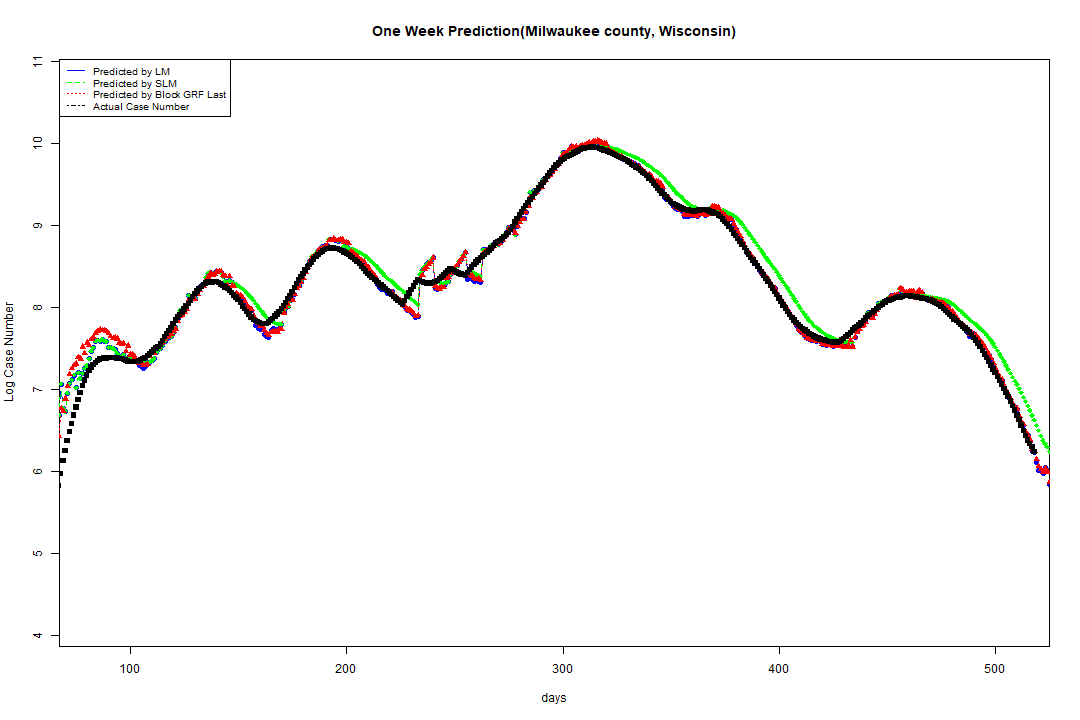 One Week Prediction(Milwaukee county, Wisconsin)
Predicted by LM
Predicted by SLM
Predicted by Block GRF Last
Actual Case Number
11
10
9
8
7
6
5
4
Log Case Number
100 200 300 400 500
days